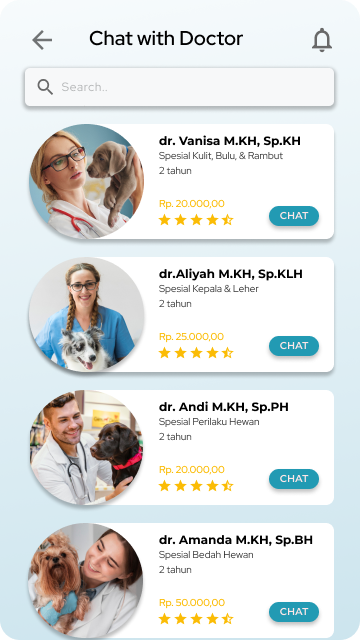 Chat with Doctor
Search..
dr. Vanisa M.KH, Sp.KH
Spesial Kulit, Bulu, & Rambut
2 tahun
Rp. 20.000,00
CHAT
dr.Aliyah M.KH, Sp.KLH
Spesial Kepala & Leher
2 tahun
Rp. 25.000,00
CHAT
dr. Andi M.KH, Sp.PH
Spesial Perilaku Hewan
2 tahun
Rp. 20.000,00
CHAT
dr. Amanda M.KH, Sp.BH
Spesial Bedah Hewan
2 tahun
Rp. 50.000,00
CHAT